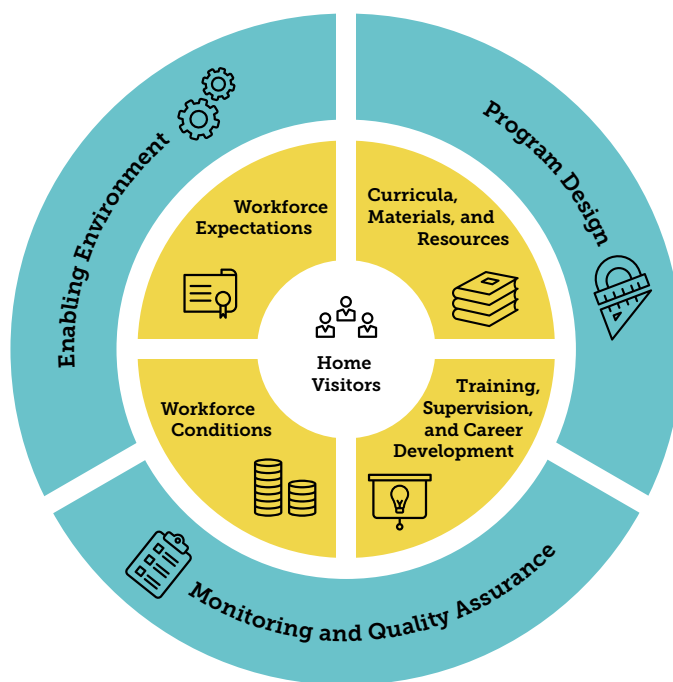 Enabling Environment
Program Design
Workforce
Expectations
Curricula,
Materials, and
Resources
Home
Visitors
Workforce
Conditions
Training,
Supervision,
and Career
Development
Monitoring and Quality Assurance